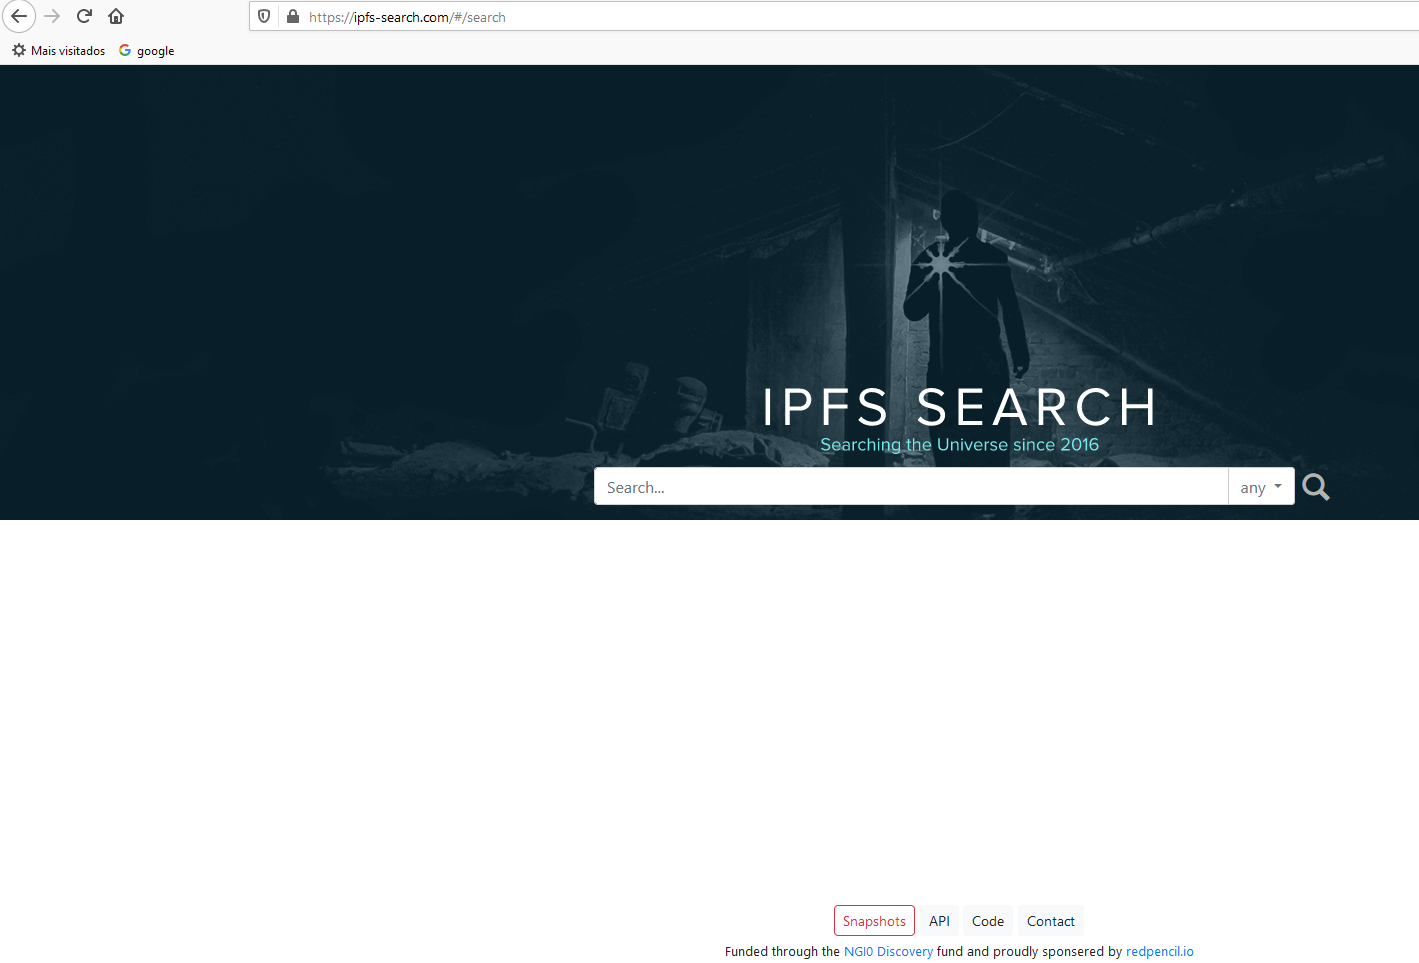 https://ipfs-search.com/#/search
Mais visitados google
IPFS SEARCH
Searching the Universe since 2016
Search... any
Snapshots API Code Contact
Funded through the NGI0 Discovery fund and proudly sponsered by redpencil.io